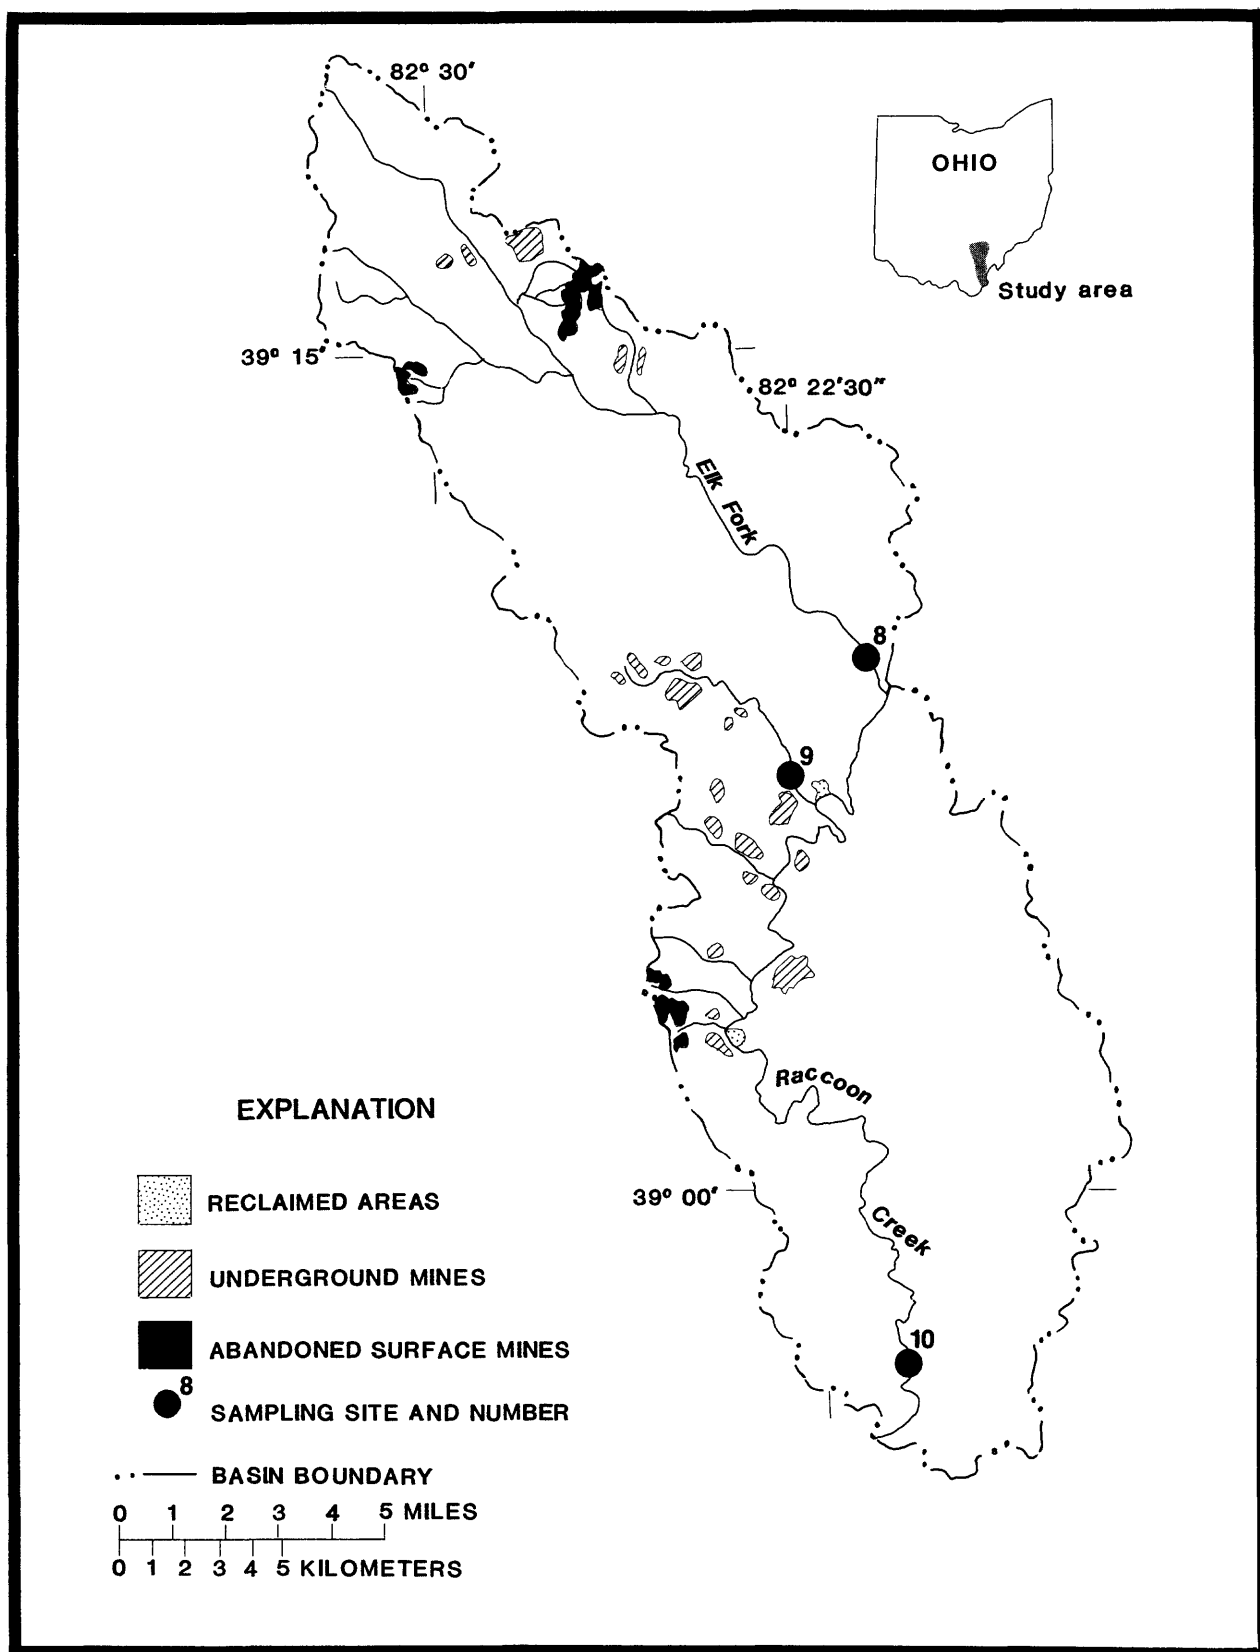 82° 30'
OHIO
Study area
39° 15'
82° 22'30"
Elk Fork
8
9
Raccoon
39° 00'
Creek
10
EXPLANATION
RECLAIMED AREAS
UNDERGROUND MINES
ABANDONED SURFACE MINES
8
SAMPLING SITE AND NUMBER
BASIN BOUNDARY
0 1 2 3 4 5 MILES
0 1 2 3 4 5 KILOMETERS